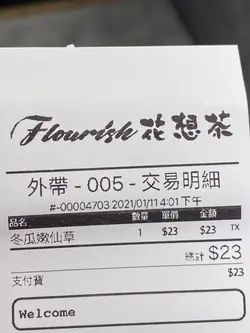 Flourish 花想茶
外帶 - 005 - 交易明細
#-00004703 2021/01/11 4:01 下午
品名 數量 單價 金額
冬瓜嫩仙草 1 $23 $23 TX
總計 $23
支付寶 $23
Welcome